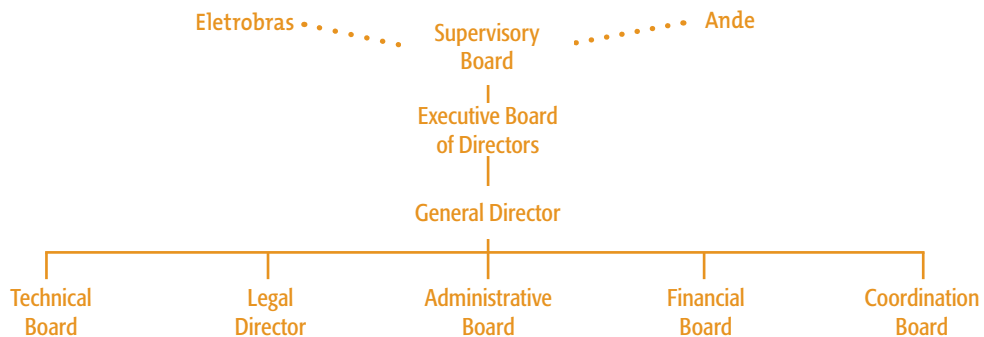 Eletrobras
Ande
Supervisory
Board
Executive Board
of Directors
General Director
Technical
Board
Legal
Director
Administrative
Board
Financial
Board
Coordination
Board